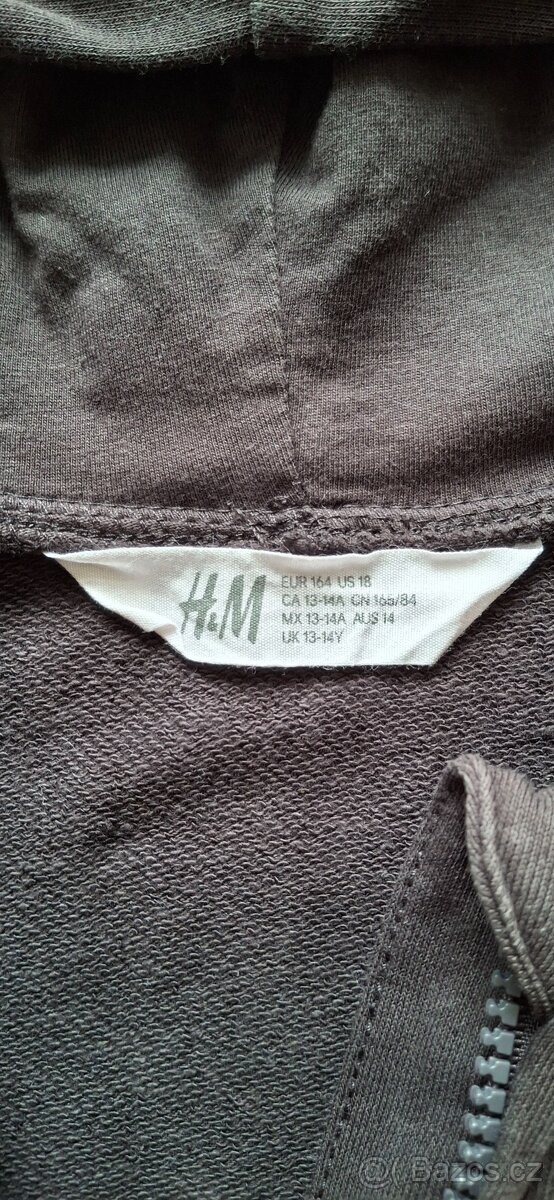 H&M
EUR 164 US 18
CA 13-14A CN 165/84
MX 13-14A AUS 14
UK 13-14Y
Bazos.cz